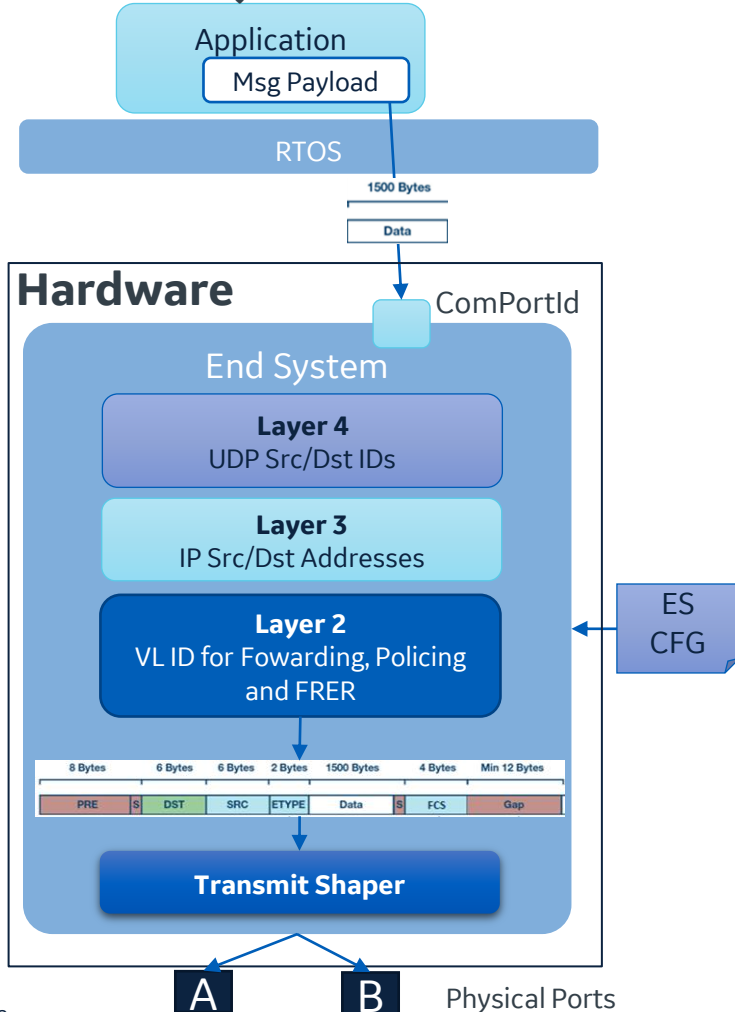 Application
Msg Payload
RTOS
1500 Bytes
Data
Hardware
ComPortId
End System
Layer 4
UDP Src/Dst IDs
Layer 3
IP Src/Dst Addresses
Layer 2
VL ID for Fowarding, Policing
and FRER
ES
CFG
8 Bytes 6 Bytes 6 Bytes 2 Bytes 1500 Bytes 4 Bytes Min 12 Bytes
PRE S DST SRC ETYPE Data S FCS Gap
Transmit Shaper
A B Physical Ports